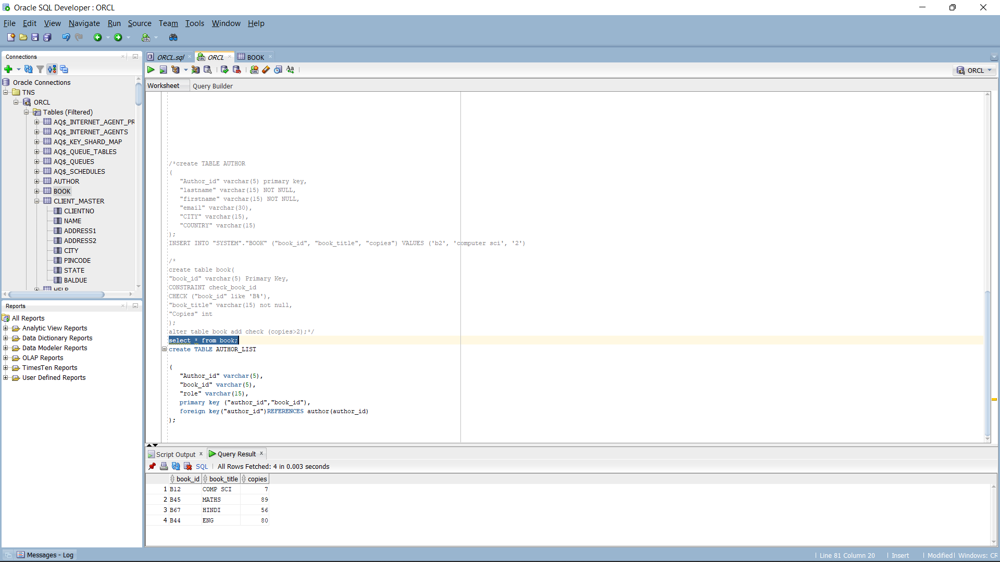 Oracle SQL Developer : ORCL
File Edit View Navigate Run Source Team Tools Window Help
Connections
Oracle Connections
TNS
ORCL
Tables (Filtered)
AQ$_INTERNET_AGENT_PR
AQ$_INTERNET_AGENTS
AQ$_KEY_SHARD_MAP
AQ$_QUEUE_TABLES
AQ$_QUEUES
AQ$_SCHEDULES
AUTHOR
BOOK
CLIENT_MASTER
CLIENTNO
NAME
ADDRESS1
ADDRESS2
CITY
PINCODE
STATE
BALDUE
HELP
Reports
All Reports
Analytic View Reports
Data Dictionary Reports
Data Modeler Reports
OLAP Reports
TimesTen Reports
User Defined Reports
ORCL.sql ORCL BOOK
ORCL
Worksheet Query Builder
/*create TABLE AUTHOR
(
"Author_id" varchar(5) primary key,
"lastname" varchar(15) NOT NULL,
"firstname" varchar(15) NOT NULL,
"email" varchar(30),
"CITY" varchar(15),
"COUNTRY" varchar(15)
);
INSERT INTO "SYSTEM"."BOOK" ("book_id", "book_title", "copies") VALUES ('b2', 'computer sci', '2')
/*
create table book(
"book_id" varchar(5) Primary Key,
CONSTRAINT check_book_id
CHECK ("book_id" like 'B%'),
"book_title" varchar(15) not null,
"Copies" int
);
alter table book add check (copies>2);*/
select * from book;
create TABLE AUTHOR_LIST
(
"Author_id" varchar(5),
"book_id" varchar(5),
"role" varchar(15),
primary key ("author_id","book_id"),
foreign key("author_id")REFERENCES author(author_id)
);
Script Output Query Result
SQL All Rows Fetched: 4 in 0.003 seconds
book_id book_title copies
1 B12 COMP SCI 7
2 B45 MATHS 89
3 B67 HINDI 56
4 B44 ENG 80
Messages - Log
Line 81 Column 20 Insert Modified Windows: CR